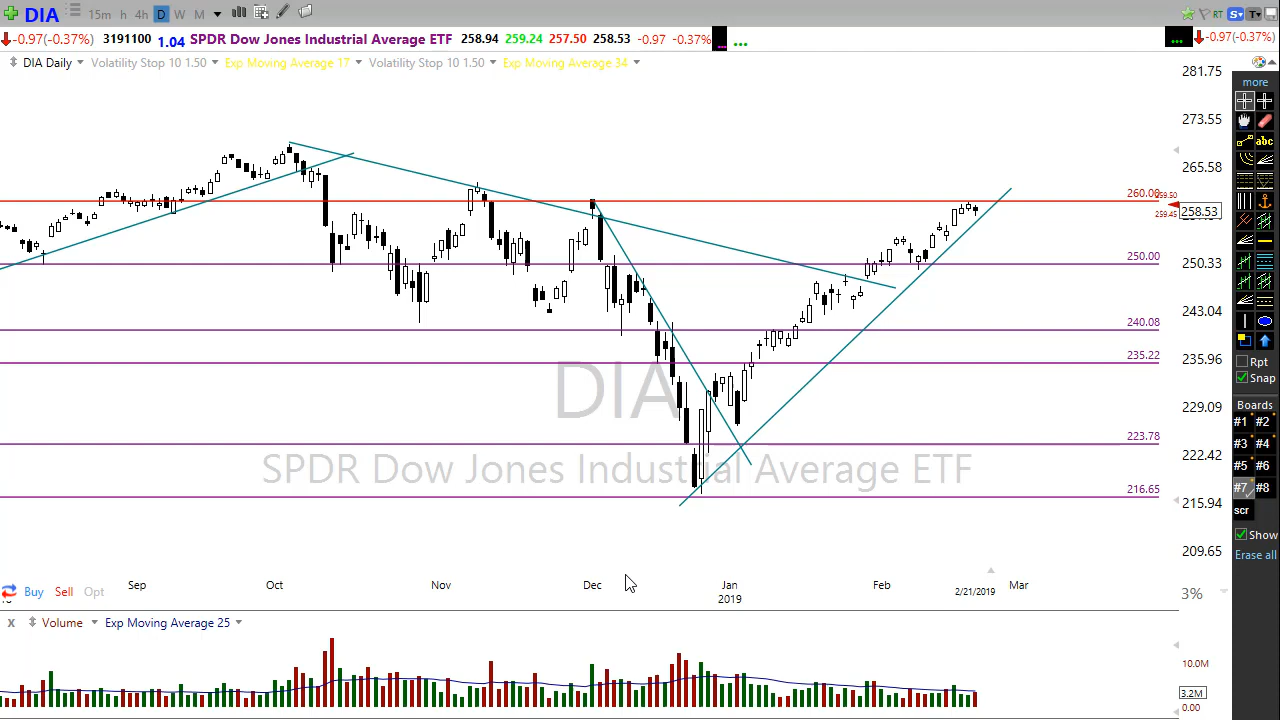 DIA 15m h 4h D W M RT S T
-0.97(-0.37%) 3191100 1.04 SPDR Dow Jones Industrial Average ETF 258.94 259.24 257.50 258.53 -0.97 -0.37% ... ... ... -0.97(-0.37%)
DIA Daily Volatility Stop 10 1.50 Exp Moving Average 17 Volatility Stop 10 1.50 Exp Moving Average 34
281.75
more
273.55
abc
265.58
260.00
259.50
258.53
259.45
250.00
250.33
240.08
243.04
235.22
235.96
Rpt
Snap
DIA
Boards
229.09
#1 #2
223.78
#3 #4
222.42
SPDR Dow Jones Industrial Average ETF
#5 #6
216.65
#7 #8
215.94
scr
Show
209.65
Erase all
Sep Oct Nov Dec Jan Feb Mar
Buy Sell Opt 2019 2/21/2019 3%
x Volume Exp Moving Average 25
10.0M
3.2M
0.00